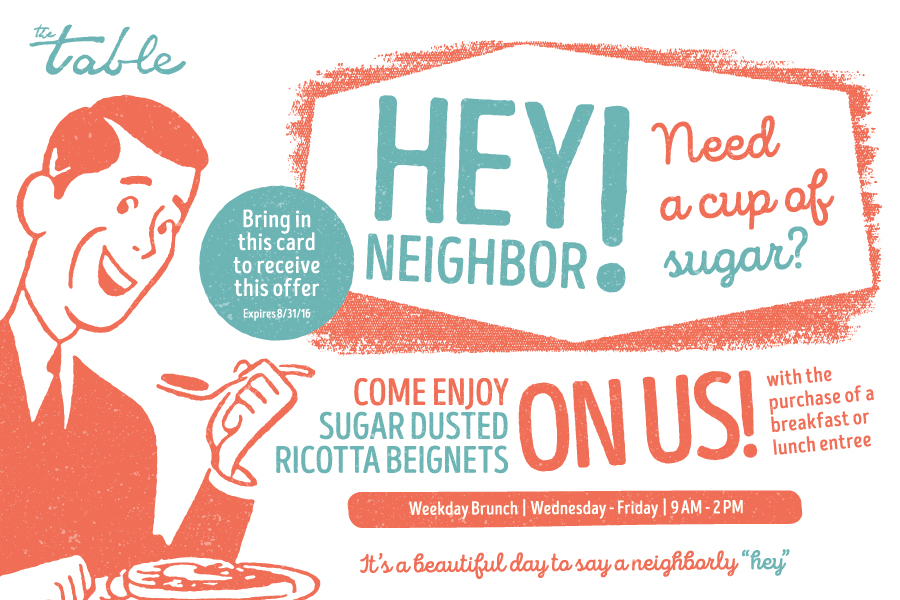 the
table
HEY!
NEIGHBOR
Need
a cup of
sugar?
Bring in
this card
to receive
this offer
Expires 8/31/16
COME ENJOY
SUGAR DUSTED
RICOTTA BEIGNETS
ON US!
with the
purchase of a
breakfast or
lunch entree
Weekday Brunch | Wednesday - Friday | 9 AM - 2 PM
It's a beautiful day to say a neighborly “hey”